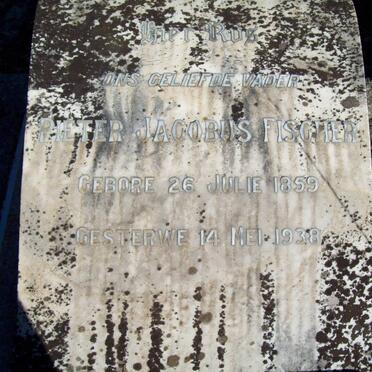 Hier Rus
Ons Geliefde Vader
Pieter Jacobus Fischer
Gebore 26 Julie 1859
Gesterwe 14 Mei 1938